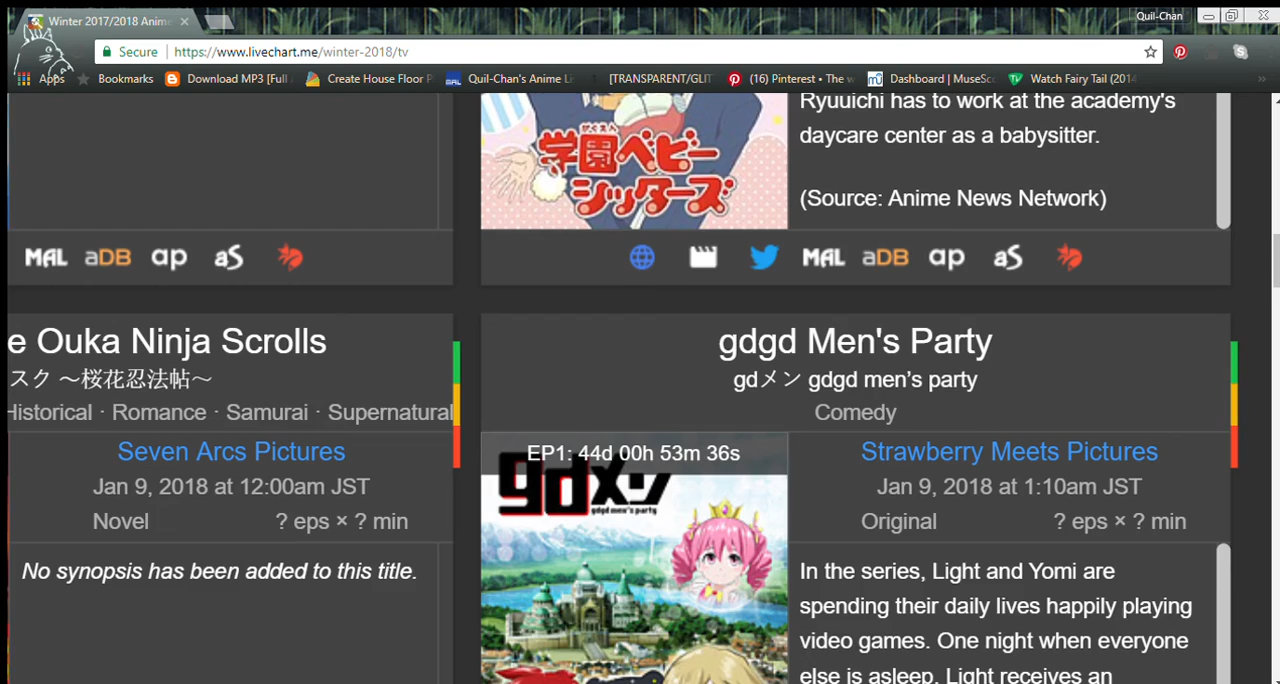 Winter 2017/2018 Anime
Quil-Chan
Secure
https://www.livechart.me/winter-2018/tv
Apps
Bookmarks
Download MP3 [Full
Create House Floor P
Quil-Chan's Anime Li
[TRANSPARENT/GLIT
(16) Pinterest • The w
Dashboard | MuseSc
Watch Fairy Tail (2014
Ryuuichi has to work at the academy's
daycare center as a babysitter.
(Source: Anime News Network)
がくえん
学園ベビー
シッターズ
MAL aDB ap aS
MAL aDB ap aS
e Ouka Ninja Scrolls
スク ～桜花忍法帖～
Historical · Romance · Samurai · Supernatural
Seven Arcs Pictures
Jan 9, 2018 at 12:00am JST
Novel
? eps × ? min
No synopsis has been added to this title.
gdgd Men's Party
gdメン gdgd men's party
Comedy
EP1: 44d 00h 53m 36s
gdメン
gdgd men's party
Strawberry Meets Pictures
Jan 9, 2018 at 1:10am JST
Original
? eps × ? min
In the series, Light and Yomi are
spending their daily lives happily playing
video games. One night when everyone
else is asleep, Light receives an